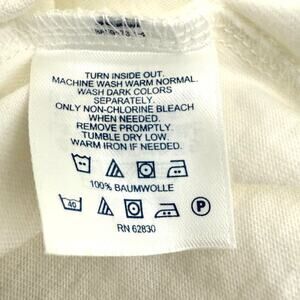 TURN INSIDE OUT.
MACHINE WASH WARM NORMAL.
WASH DARK COLORS
SEPARATELY.
ONLY NON-CHLORINE BLEACH
WHEN NEEDED.
REMOVE PROMPTLY.
TUMBLE DRY LOW.
WARM IRON IF NEEDED.
100% BAUMWOLLE
40 P
RN 62830